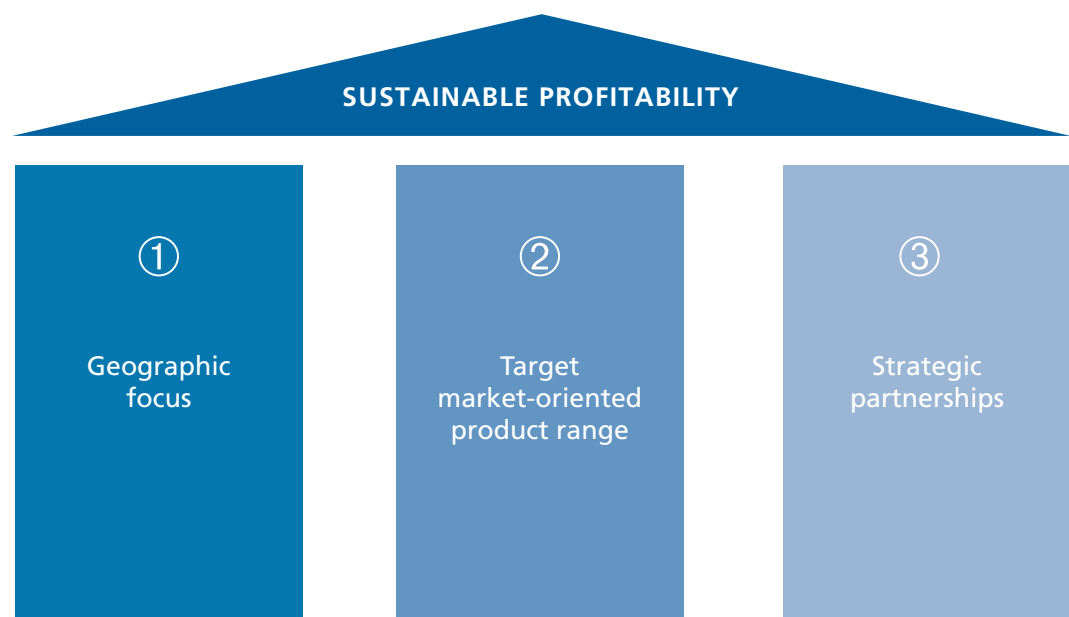 SUSTAINABLE PROFITABILITY
①
Geographic
focus
②
Target
market-oriented
product range
③
Strategic
partnerships